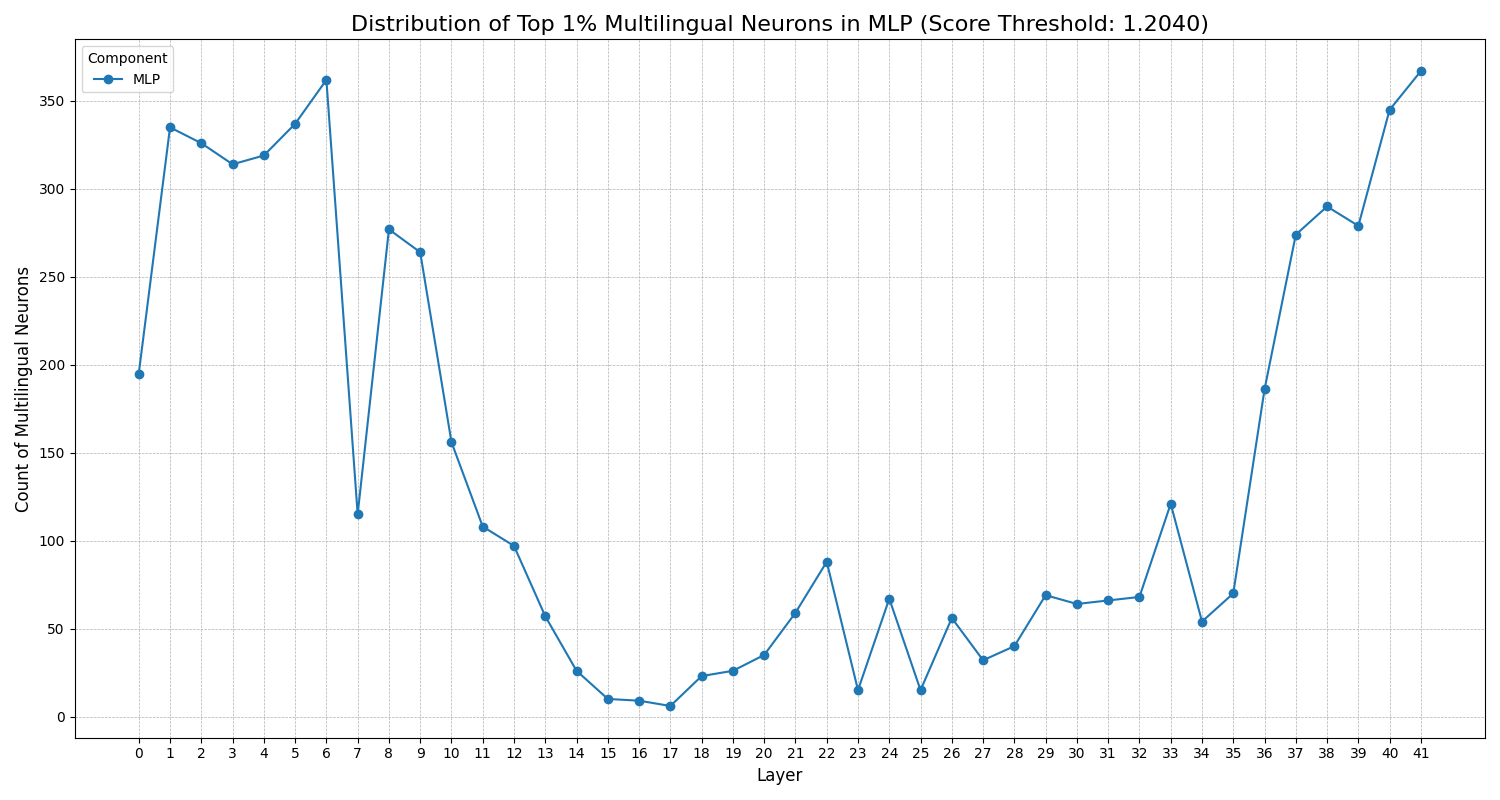 Distribution of Top 1% Multilingual Neurons in MLP (Score Threshold: 1.2040)
Component
MLP
Count of Multilingual Neurons
350
300
250
200
150
100
50
0
0 1 2 3 4 5 6 7 8 9 10 11 12 13 14 15 16 17 18 19 20 21 22 23 24 25 26 27 28 29 30 31 32 33 34 35 36 37 38 39 40 41
Layer